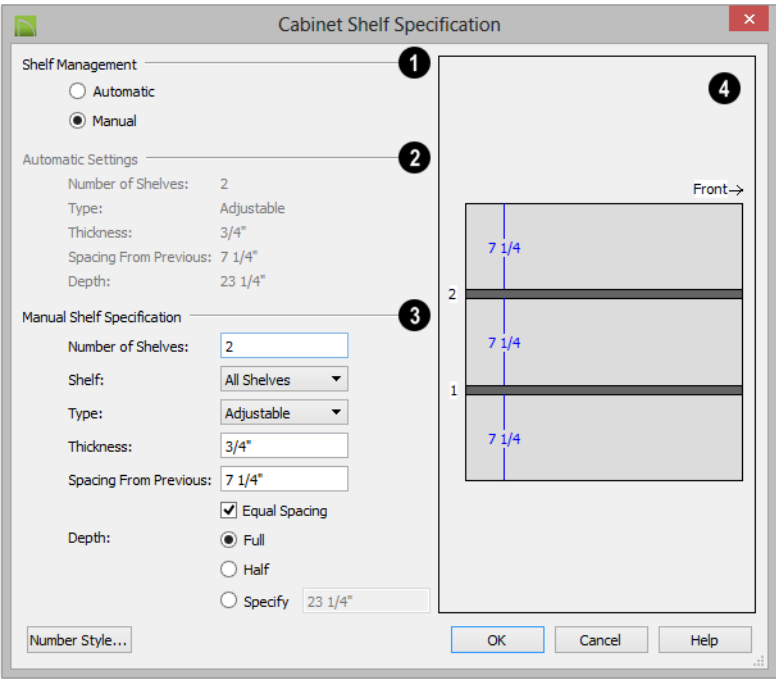 Cabinet Shelf Specification
×
Shelf Management
1
Automatic
Manual
Automatic Settings
2
Number of Shelves: 2
Type: Adjustable
Thickness: 3/4"
Spacing From Previous: 7 1/4"
Depth: 23 1/4"
Manual Shelf Specification
3
Number of Shelves: 2
Shelf: All Shelves
Type: Adjustable
Thickness: 3/4"
Spacing From Previous: 7 1/4"
Equal Spacing
Depth: Full
Half
Specify 23 1/4"
4
Front→
7 1/4
2
7 1/4
1
7 1/4
Number Style...
OK
Cancel
Help